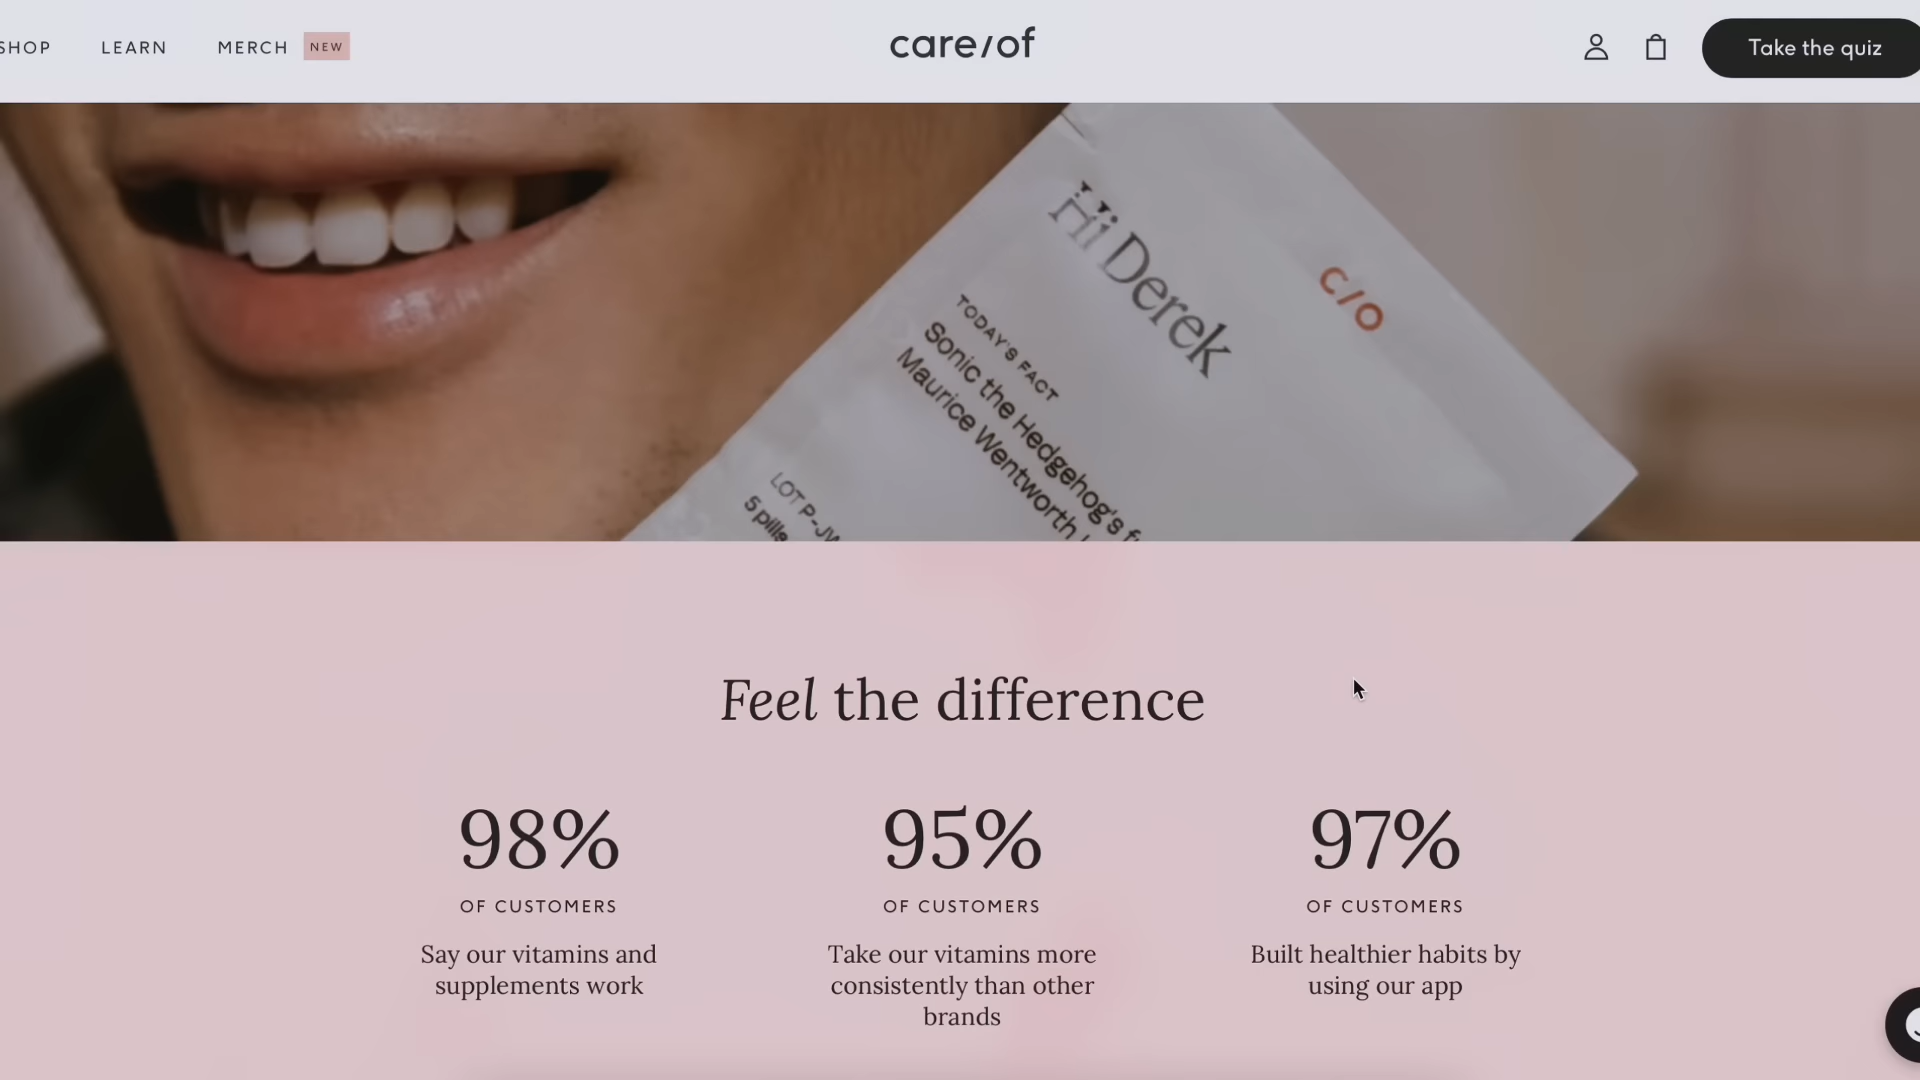 SHOP
LEARN
MERCH
NEW
care/of
Take the quiz
Hi Derek
c/o
TODAY'S FACT
Sonic the Hedgehog's
Maurice Wentworth
LOT P-JW
5 pills
Feel the difference
98%
OF CUSTOMERS
Say our vitamins and
supplements work
95%
OF CUSTOMERS
Take our vitamins more
consistently than other
brands
97%
OF CUSTOMERS
Built healthier habits by
using our app